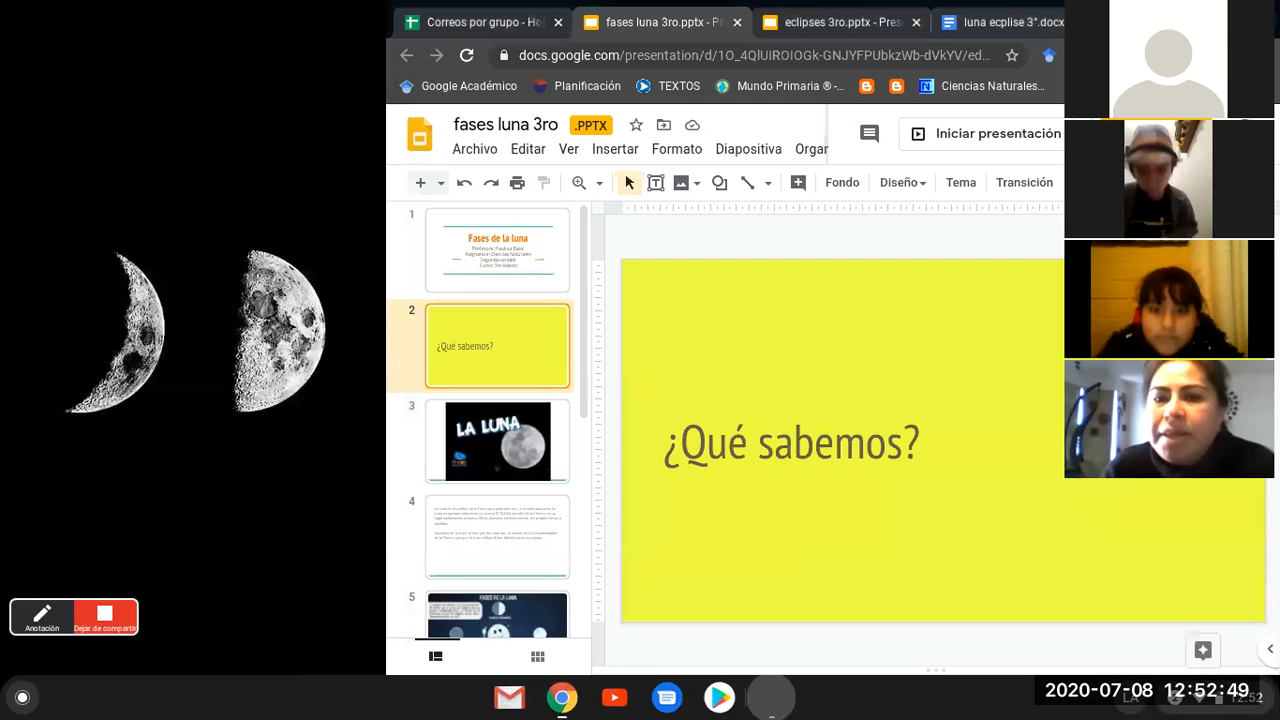 Correos por grupo - Ho
fases luna 3ro.pptx - Pr
eclipses 3ro.pptx - Pres
luna ecplise 3°.docx
docs.google.com/presentation/d/1O_4QlUIROIOGk-GNJYFPUbkzWb-dVkYV/ed...
Google Académico
Planificación
TEXTOS
Mundo Primaria ® -...
Ciencias Naturales...
fases luna 3ro
.PPTX
Iniciar presentación
Archivo
Editar
Ver
Insertar
Formato
Diapositiva
Orgar
Fondo
Diseño
Tema
Transición
1
Fases de la luna
2
¿Qué sabemos?
3
LA LUNA
4
5
FASES DE LA LUNA
¿Qué sabemos?
Anotación
Dejar de compartir
2020-07-08 12:52:49